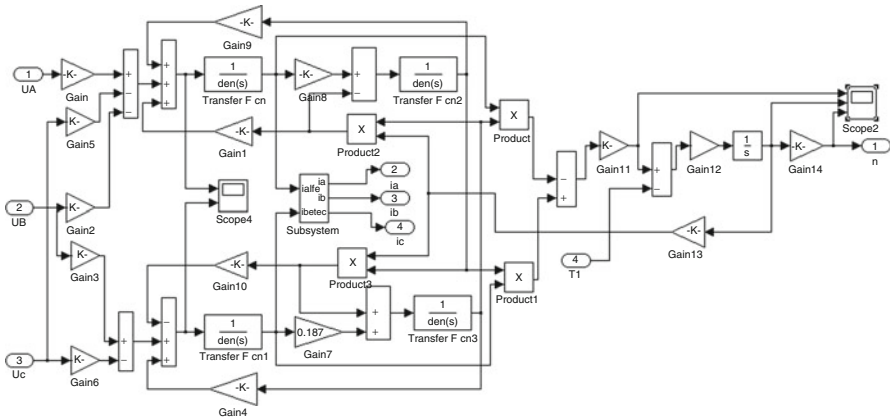 -K-
Gain9
1
UA
-K-
Gain
+
−
−
+
+
+
1
den(s)
Transfer F cn
-K-
Gain8
+
−
1
den(s)
Transfer F cn2
K-
Gain5
-K-
Gain1
X
Product2
X
Product
−
+
K-
Gain11
+
−
Gain12
1
s
-K-
Gain14
Scope2
1
n
2
UB
K-
Gain2
K-
Gain3
Scope4
ialfe
ibetec
ia
ib
ic
Subsystem
2
ia
3
ib
4
ic
-K-
Gain13
4
T1
-K-
Gain10
X
Product3
X
Product1
3
Uc
K-
Gain6
+
−
−
+
+
1
den(s)
Transfer F cn1
0.187
Gain7
+
+
1
den(s)
Transfer F cn3
-K-
Gain4